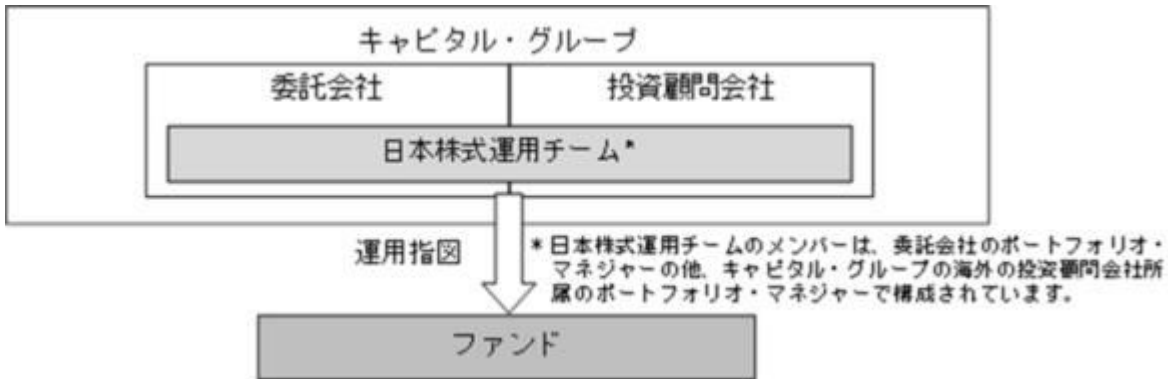 キャピタル・グループ
委託会社
投資顧問会社
日本株式運用チーム*
運用指図
* 日本株式運用チームのメンバーは、委託会社のポートフォリオ・
マネジャーの他、キャピタル・グループの海外の投資顧問会社所
属のポートフォリオ・マネジャーで構成されています。
ファンド